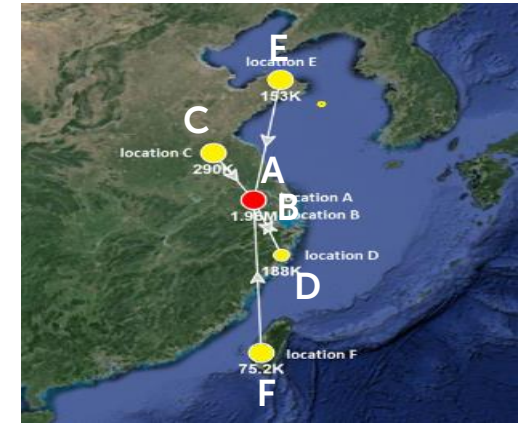 E
location E
153K
C
location C
290K
A
location A
1.96M
B
location B
location D
188K
D
location F
75.2K
F